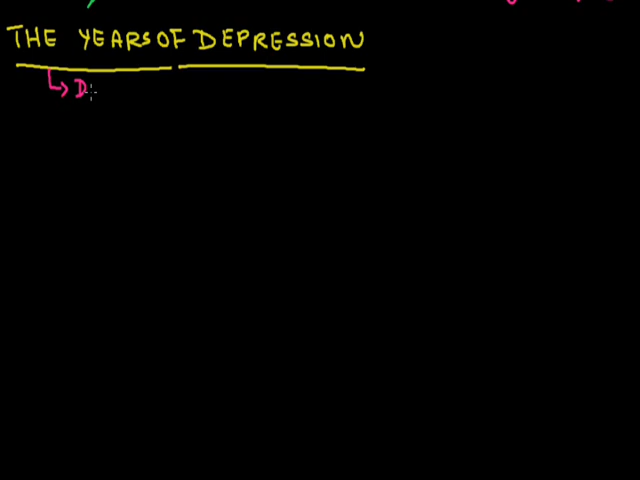 THE YEARS OF DEPRESSION
↳ D